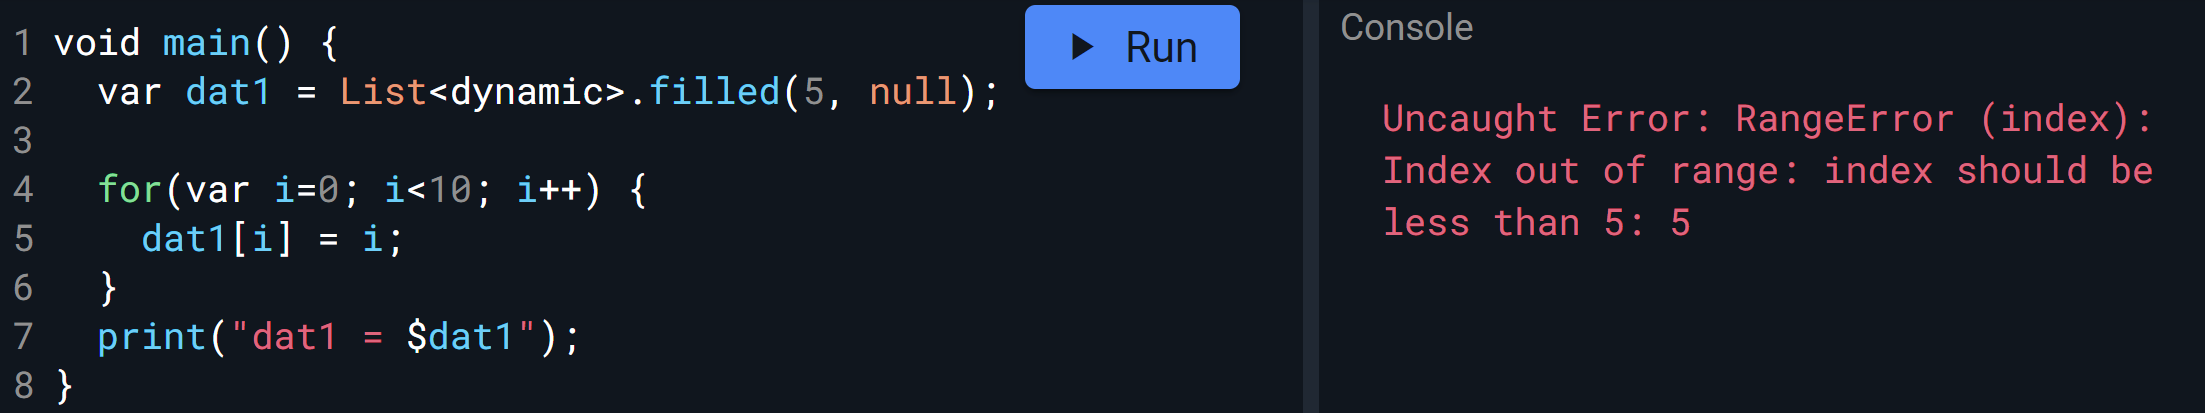 1 void main() {
2   var dat1 = List<dynamic>.filled(5, null);
3
4   for(var i=0; i<10; i++) {
5     dat1[i] = i;
6   }
7   print("dat1 = $dat1");
8 }
Run
Console
Uncaught Error: RangeError (index):
Index out of range: index should be
less than 5: 5